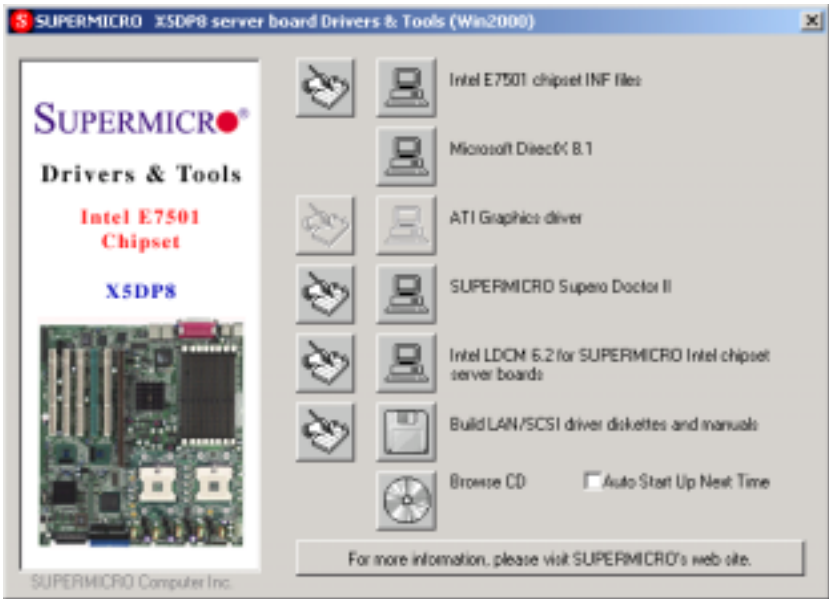 SUPERMICRO X5DP8 server board Drivers & Tools (Win2000)
SUPERMICRO®
Drivers & Tools
Intel E7501
Chipset
X5DP8
SUPERMICRO Computer Inc.
Intel E7501 chipset INF files
Microsoft DirectX 8.1
ATI Graphics driver
SUPERMICRO Supero Doctor II
Intel LDCM 6.2 for SUPERMICRO Intel chipset
server boards
Build LAN/SCSI driver diskettes and manuals
Browse CD
Auto Start Up Next Time
For more information, please visit SUPERMICRO's web site.